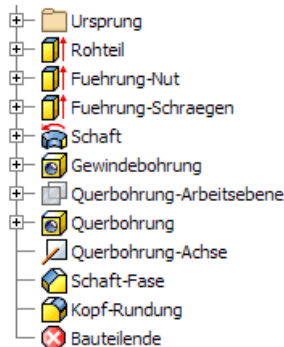 Ursprung
Rohteil
Fuehrung-Nut
Fuehrung-Schraegen
Schaft
Gewindebohrung
Querbohrung-Arbeitsebene
Querbohrung
Querbohrung-Achse
Schaft-Fase
Kopf-Rundung
Bauteilende